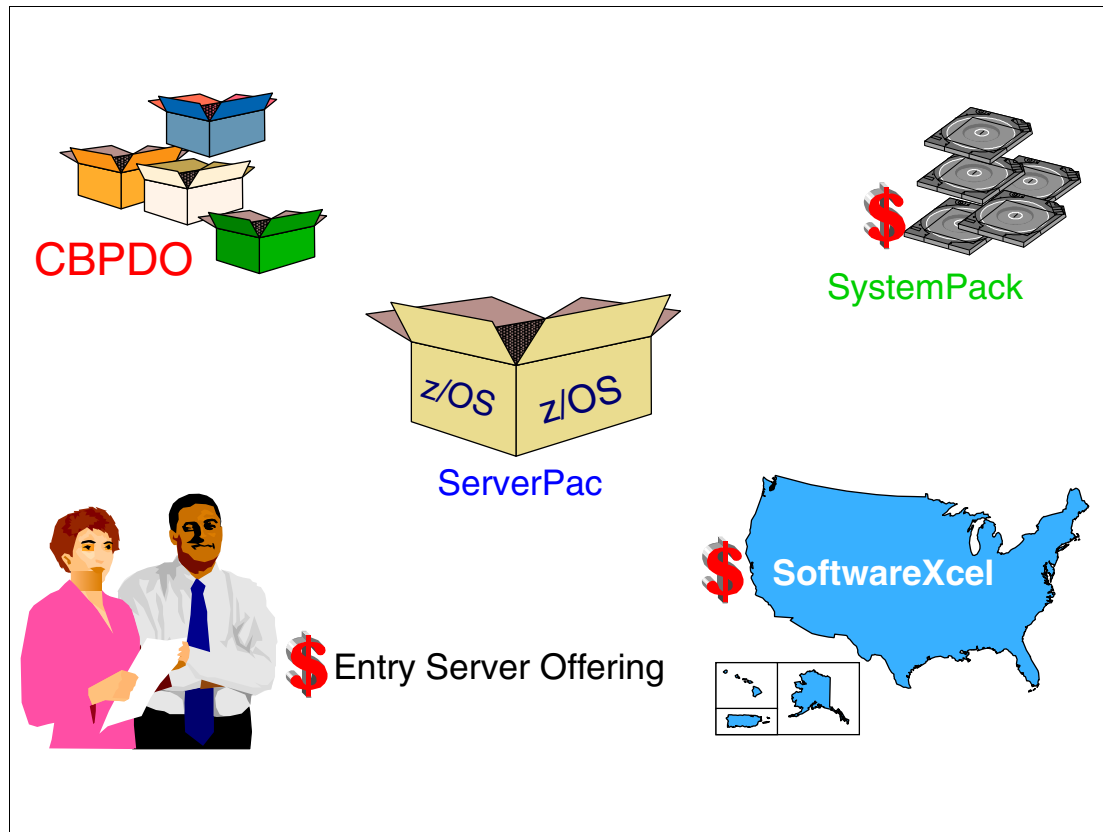 CBPDO
$
SystemPack
z/OS z/OS
ServerPac
$ SoftwareXcel
$ Entry Server Offering